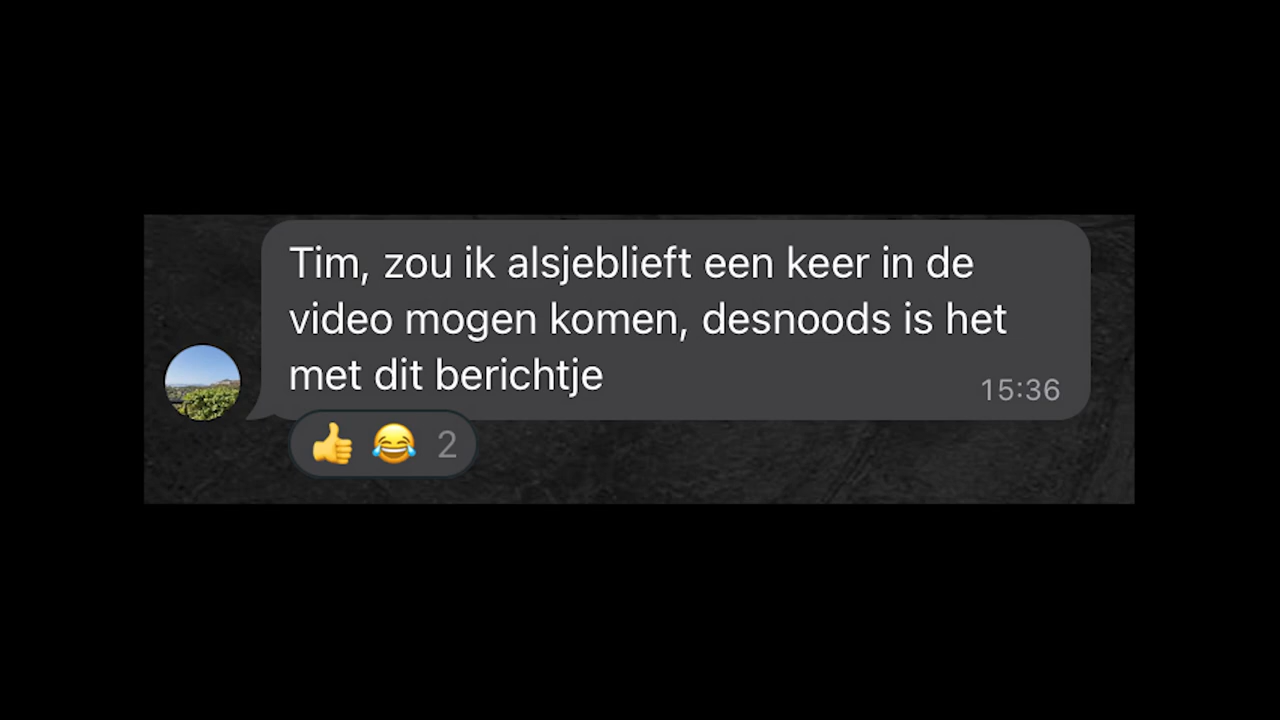 Tim, zou ik alsjeblieft een keer in de
video mogen komen, desnoods is het
met dit berichtje
15:36
👍 😂 2